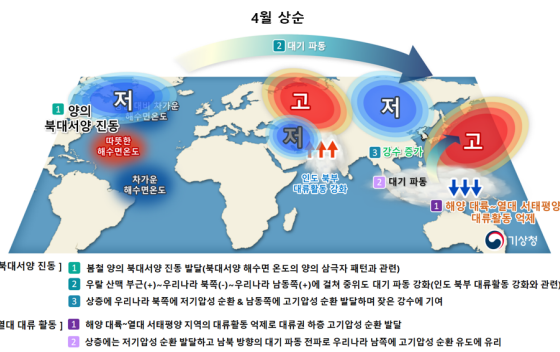 4월 상순
2 대기 파동
저
고
저
고
저
1 양의
북대서양 진동
차가운
해수면온도
따뜻한
해수면온도
차가운
해수면온도
인도 북부
대류활동 강화
3 강수 증가
2 대기 파동
1 해양 대륙~열대 서태평양
대류활동 억제
기상청
북대서양 진동 ]
1 봄철 양의 북대서양 진동 발달(북대서양 해수면 온도의 양의 삼극자 패턴과 관련)
2 우랄 산맥 부근(+)~우리나라 북쪽(-)~우리나라 남동쪽(+)에 걸쳐 중위도 대기 파동 강화(인도 북부 대류활동 강화와 관련)
3 상층에 우리나라 북쪽에 저기압성 순환 & 남동쪽에 고기압성 순환 발달하며 잦은 강수에 기여
열대 대류 활동 ]
1 해양 대륙~열대 서태평양 지역의 대류활동 억제로 대류권 하층 고기압성 순환 발달
2 상층에는 저기압성 순환 발달하고 남북 방향의 대기 파동 전파로 우리나라 남쪽에 고기압성 순환 유도에 유리